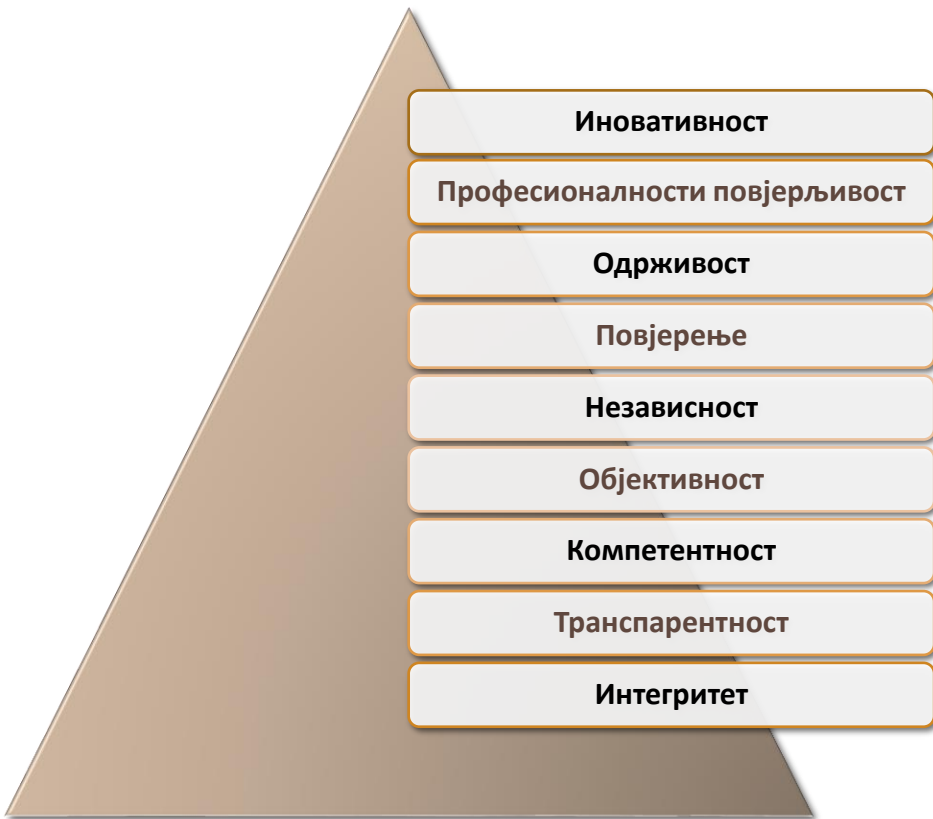 Иновативност
Професионалности повјерљивост
Одрживост
Повјерење
Независност
Објективност
Компетентност
Транспарентност
Интегритет